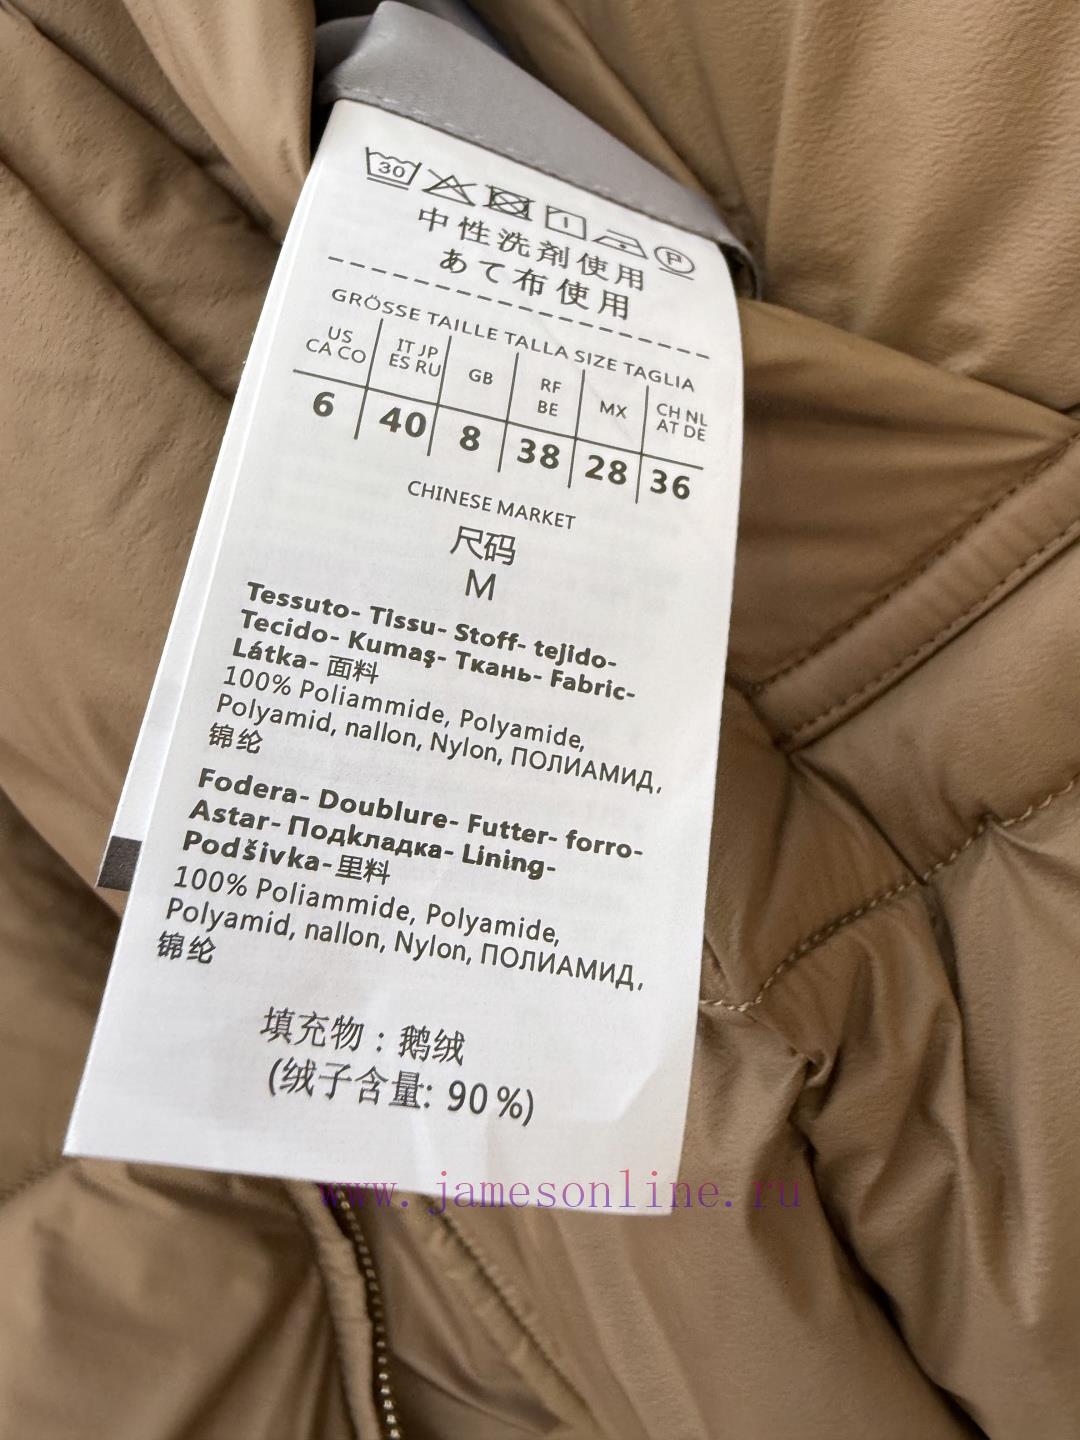 30
P
中性洗剤使用
あて布使用
GRÖSSE TAILLE TALLA SIZE TAGLIA
US
CA CO
IT JP
ES RU
GB
RF
BE
MX
CH NL
AT DE
6 40 8 38 28 36
CHINESE MARKET
尺码
M
Tessuto- Tissu- Stoff- tejido-
Tecido- Kumaş- Ткань- Fabric-
Látka- 面料
100% Poliammide, Polyamide,
Polyamid, nallon, Nylon, ПОЛИАМИД,
锦纶
Fodera- Doublure- Futter- forro-
Astar- Подкладка- Lining-
Podšivka- 里料
100% Poliammide, Polyamide,
Polyamid, nallon, Nylon, ПОЛИАМИД,
锦纶
填充物：鹅绒
(绒子含量: 90%)
www.jamesonline.ru